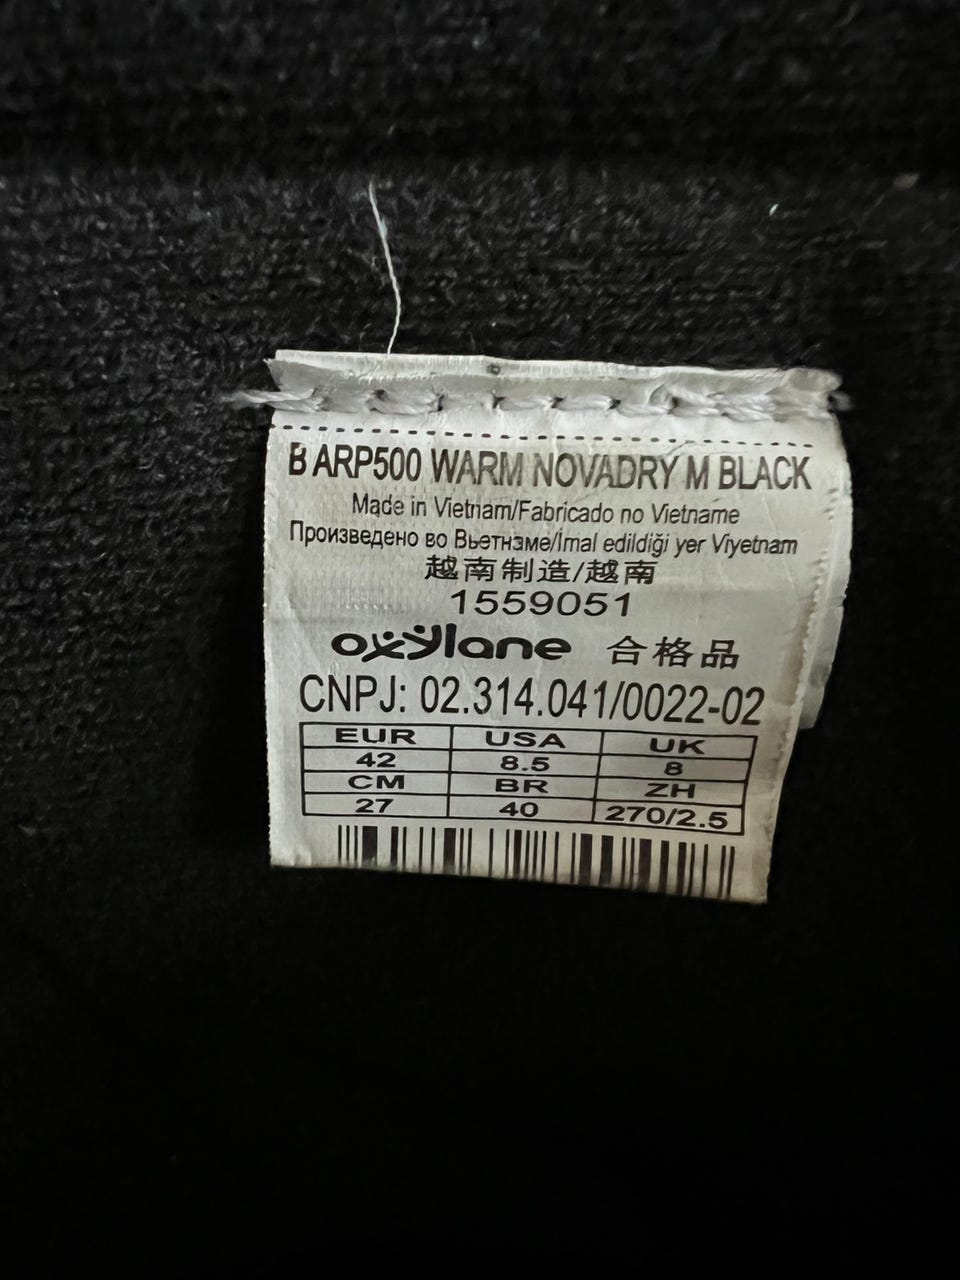 B ARP500 WARM NOVADRY M BLACK
Made in Vietnam/Fabricado no Vietname
Произведено во Вьетнэме/İmal edildiği yer Viyetnam
越南制造/越南
1559051
oxylane 合格品
CNPJ: 02.314.041/0022-02
EUR USA UK
42 8.5 8
CM BR ZH
27 40 270/2.5